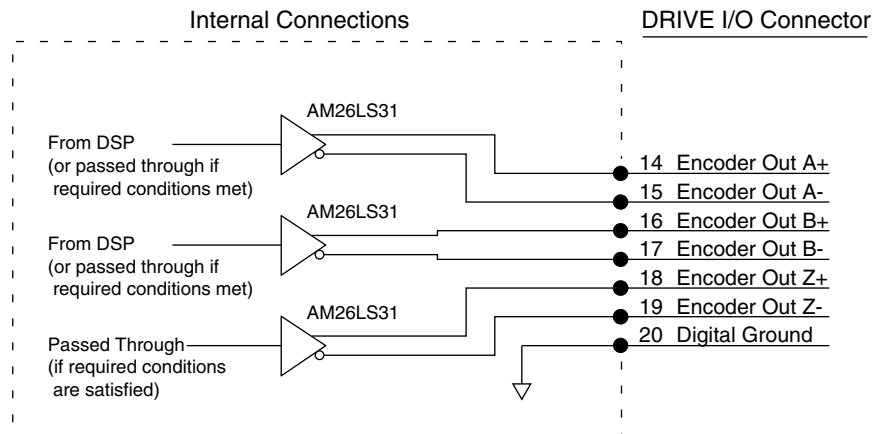 Internal Connections
DRIVE I/O Connector
AM26LS31
From DSP
(or passed through if
required conditions met)
14 Encoder Out A+
15 Encoder Out A-
AM26LS31
From DSP
(or passed through if
required conditions met)
16 Encoder Out B+
17 Encoder Out B-
AM26LS31
Passed Through
(if required conditions
are satisfied)
18 Encoder Out Z+
19 Encoder Out Z-
20 Digital Ground